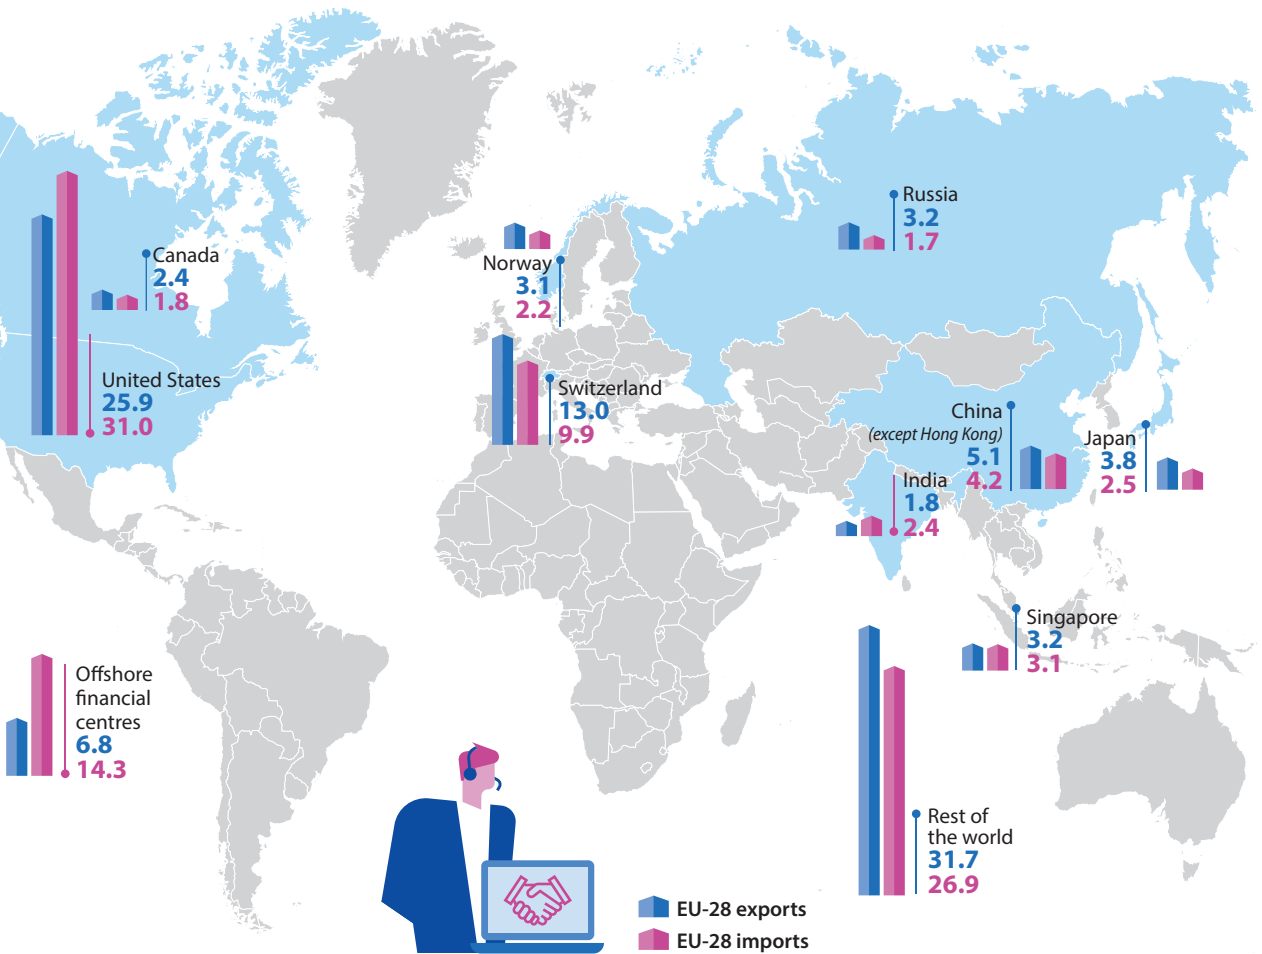 Russia
3.2
1.7
Canada
2.4
1.8
Norway
3.1
2.2
United States
25.9
31.0
Switzerland
13.0
9.9
China
(except Hong Kong)
5.1
4.2
Japan
3.8
2.5
India
1.8
2.4
Singapore
3.2
3.1
Offshore
financial
centres
6.8
14.3
Rest of
the world
31.7
26.9
EU-28 exports
EU-28 imports